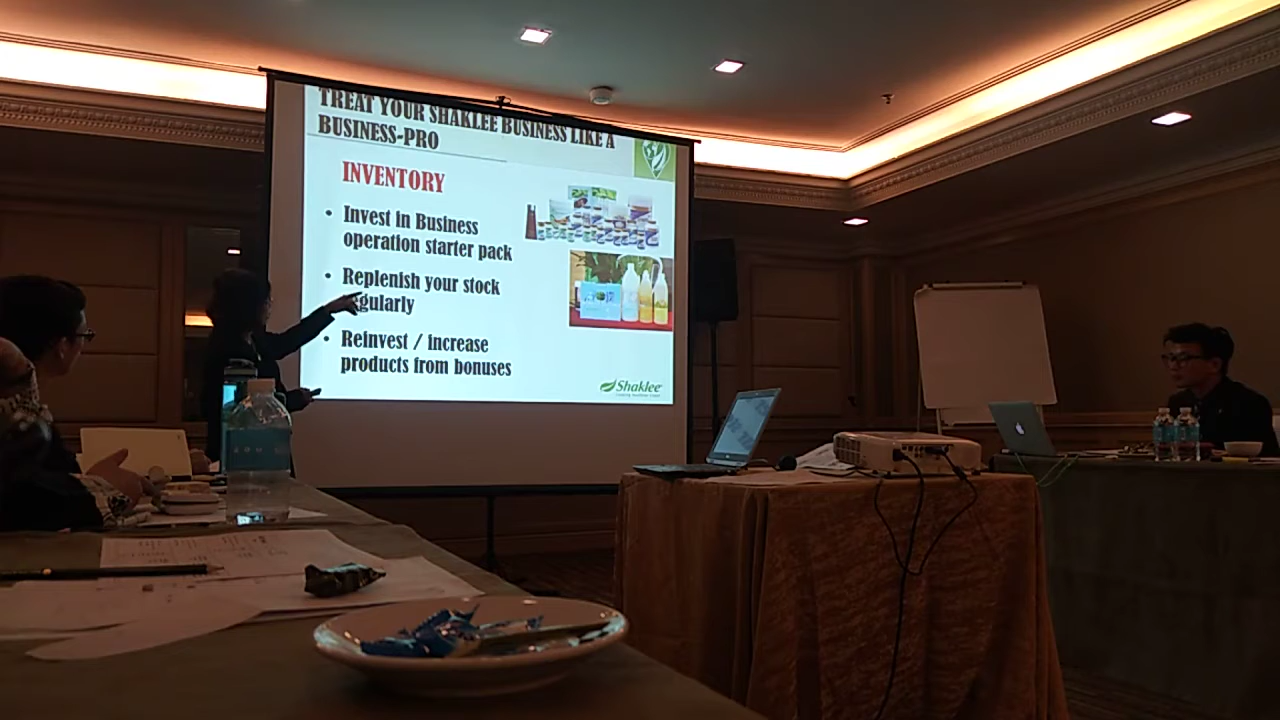 TREAT YOUR SHAKLEE BUSINESS LIKE A
BUSINESS-PRO
INVENTORY
• Invest in Business
operation starter pack
• Replenish your stock
gularly
• Reinvest / increase
products from bonuses
Shaklee